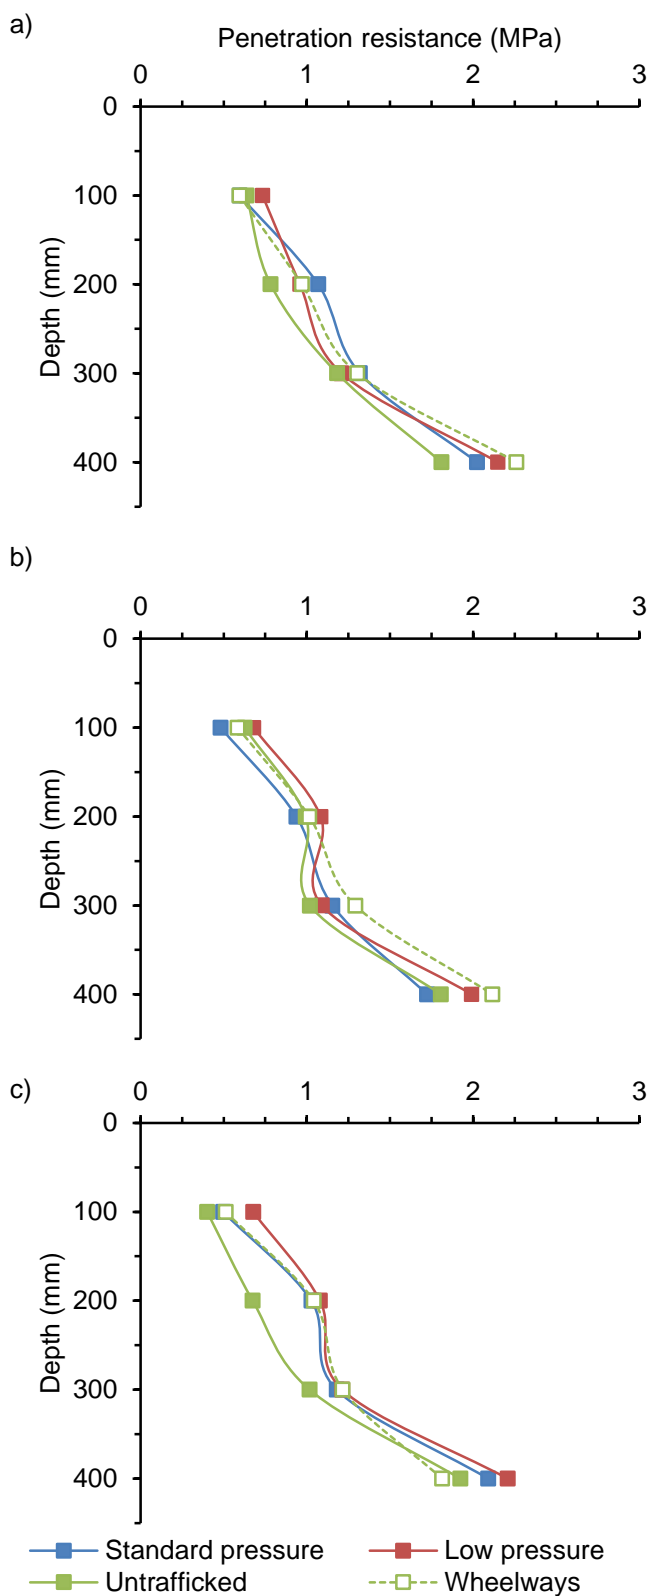 a)
Penetration resistance (MPa)
0 1 2 3
0
100
200
300
400
Depth (mm)
b)
0 1 2 3
0
100
200
300
400
Depth (mm)
c)
0 1 2 3
0
100
200
300
400
Depth (mm)
Standard pressure Low pressure
Untrafficked Wheelways